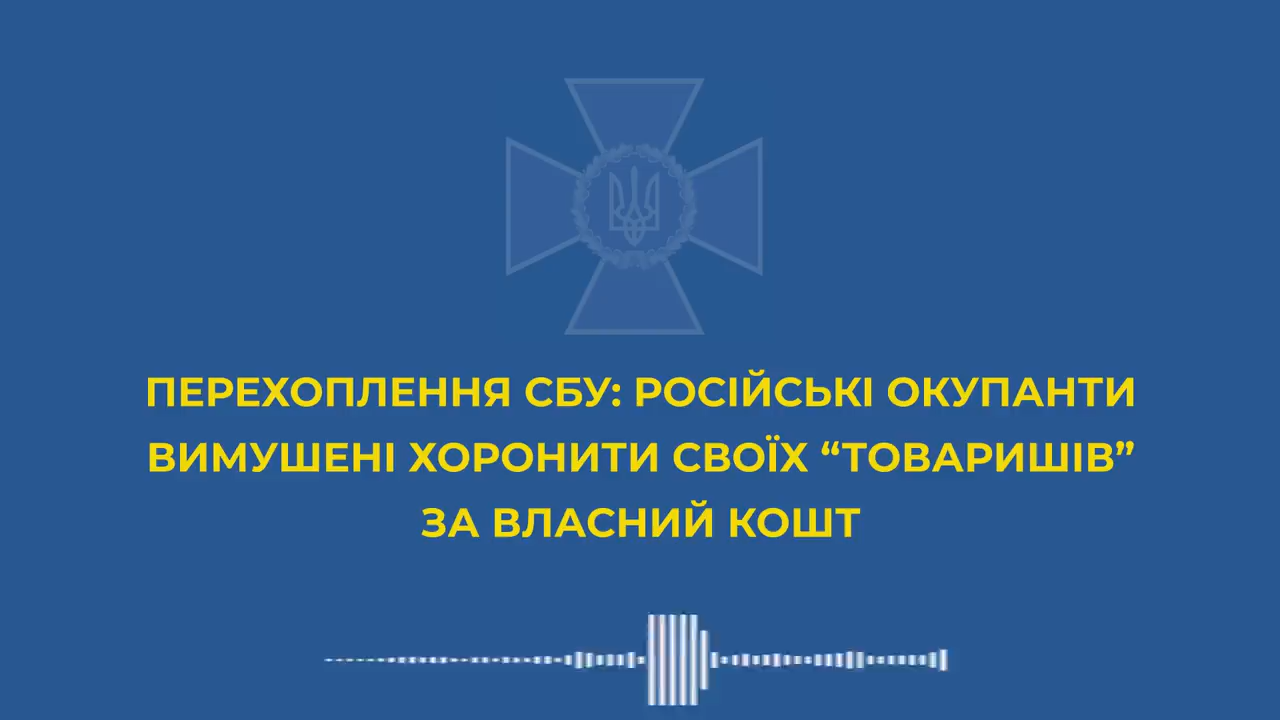 ПЕРЕХОПЛЕННЯ СБУ: РОСІЙСЬКІ ОКУПАНТИ
ВИМУШЕНІ ХОРОНИТИ СВОЇХ “ТОВАРИШІВ”
ЗА ВЛАСНИЙ КОШТ